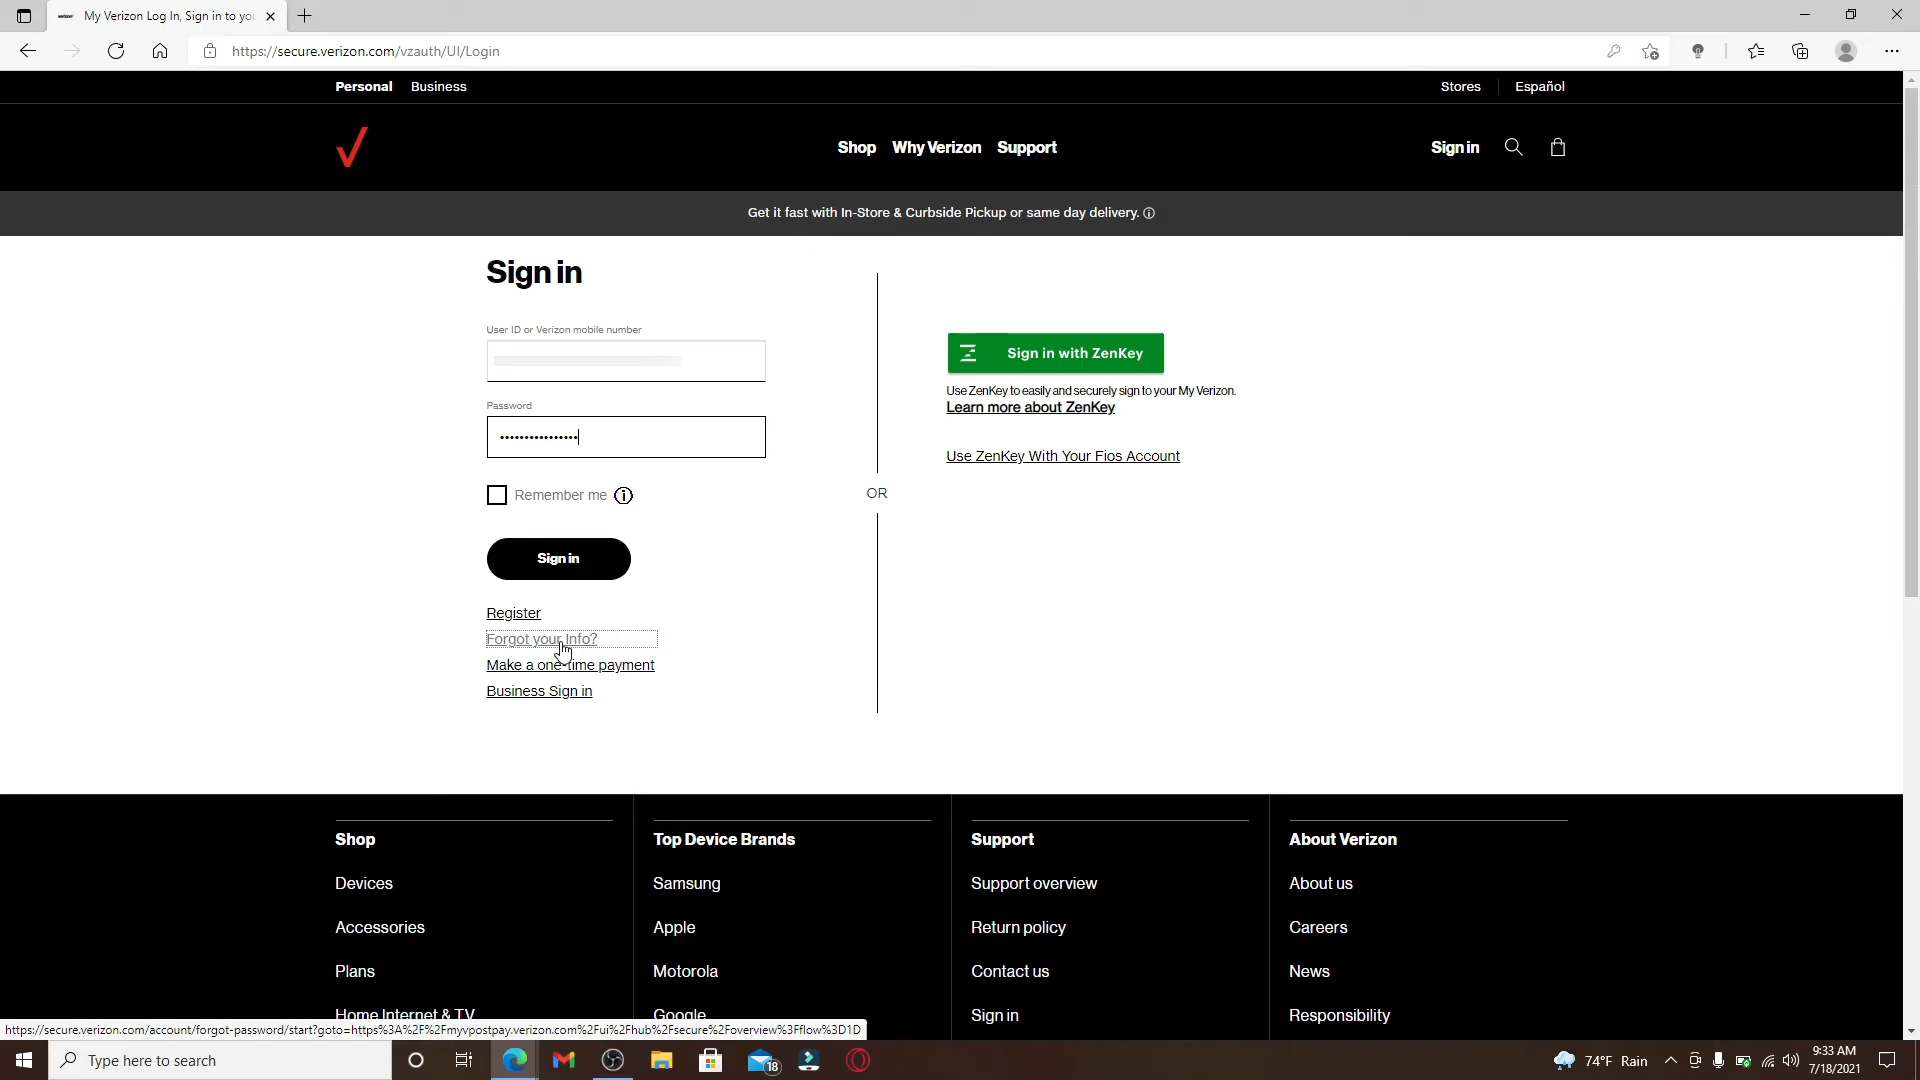 My Verizon Log In, Sign in to you
https://secure.verizon.com/vzauth/UI/Login
Personal Business
Stores Español
Shop Why Verizon Support
Sign in
Get it fast with In-Store & Curbside Pickup or same day delivery.
Sign in
User ID or Verizon mobile number
Password
Remember me
Sign in
Register
Forgot your Info?
Make a one-time payment
Business Sign in
OR
Sign in with ZenKey
Use ZenKey to easily and securely sign to your My Verizon.
Learn more about ZenKey
Use ZenKey With Your Fios Account
Shop
Devices
Accessories
Plans
Home Internet & TV
Top Device Brands
Samsung
Apple
Motorola
Google
Support
Support overview
Return policy
Contact us
Sign in
About Verizon
About us
Careers
News
Responsibility
https://secure.verizon.com/account/forgot-password/start?goto=https%3A%2F%2Fmyvpostpay.verizon.com%2Fui%2Fhub%2Fsecure%2Foverview%3Fflow%3D1D
Type here to search
18
74°F Rain
9:33 AM
7/18/2021